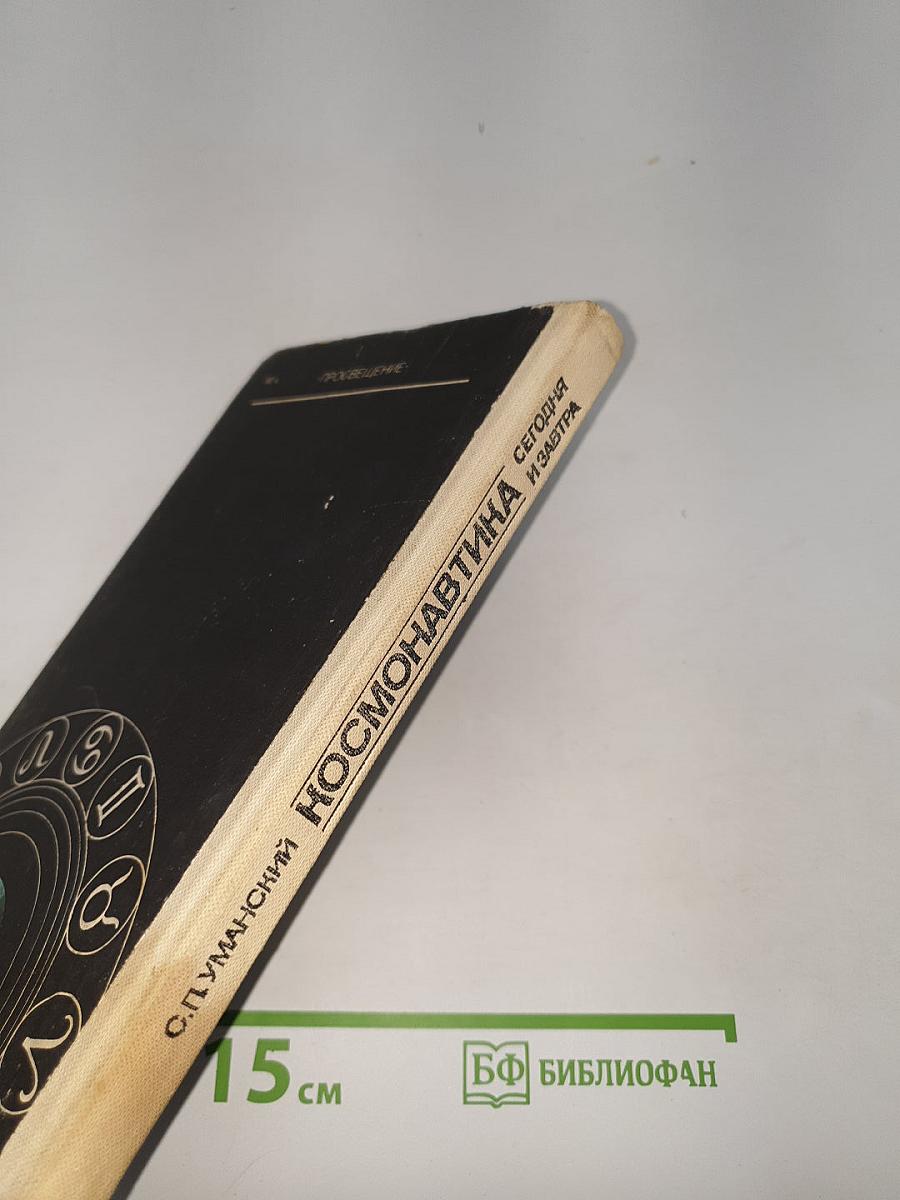 ·ПРОСВЕЩЕНИЕ·
С.П.УМАНСКИЙ
КОСМОНАВТИКА
СЕГОДНЯ
И ЗАВТРА
15 см
БФ БИБЛИОФАН